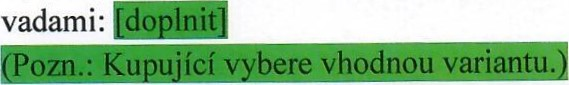 vadami: [doplnit]
(Pozn.: Kupující vybere vhodnou variantu.)